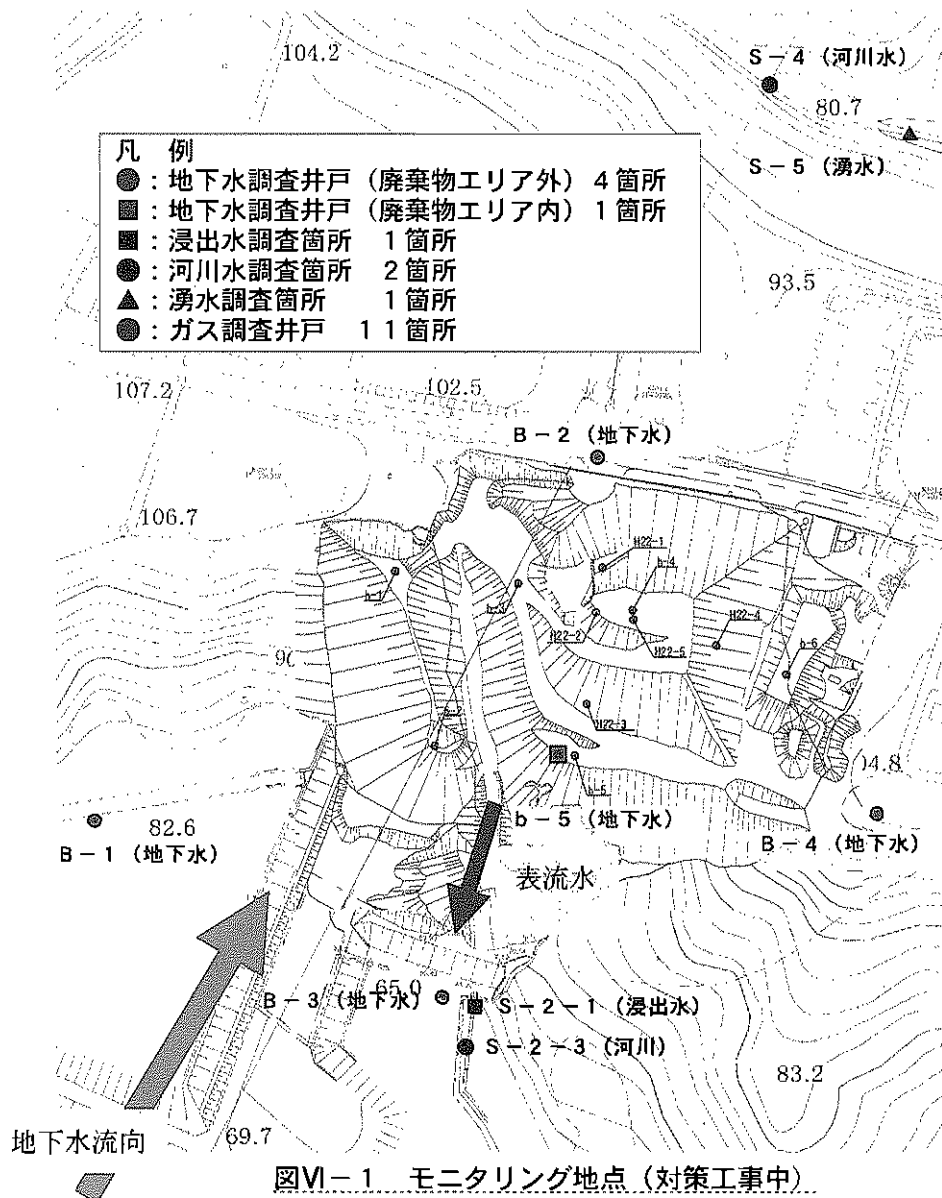 104.2
S-4 (河川水)
80.7
S-5 (湧水)
凡 例
●:地下水調査井戸(廃棄物エリア外)4箇所
■:地下水調査井戸(廃棄物エリア内)1箇所
■:浸出水調査箇所 1箇所
●:河川水調査箇所 2箇所
▲:湧水調査箇所 1箇所
●:ガス調査井戸 11箇所
93.5
107.2
102.5
B-2 (地下水)
106.7
H22-1
b-1
b-3
b-4
H22-2
H22-5
H22-4
b-6
b-2
H22-3
b-5
b-5 (地下水)
82.6
B-1 (地下水)
B-4 (地下水)
表流水
65.0
B-3 (地下水)
S-2-1 (浸出水)
S-2-3 (河川)
83.2
地下水流向
69.7
図Ⅵ-1 モニタリング地点(対策工事中)